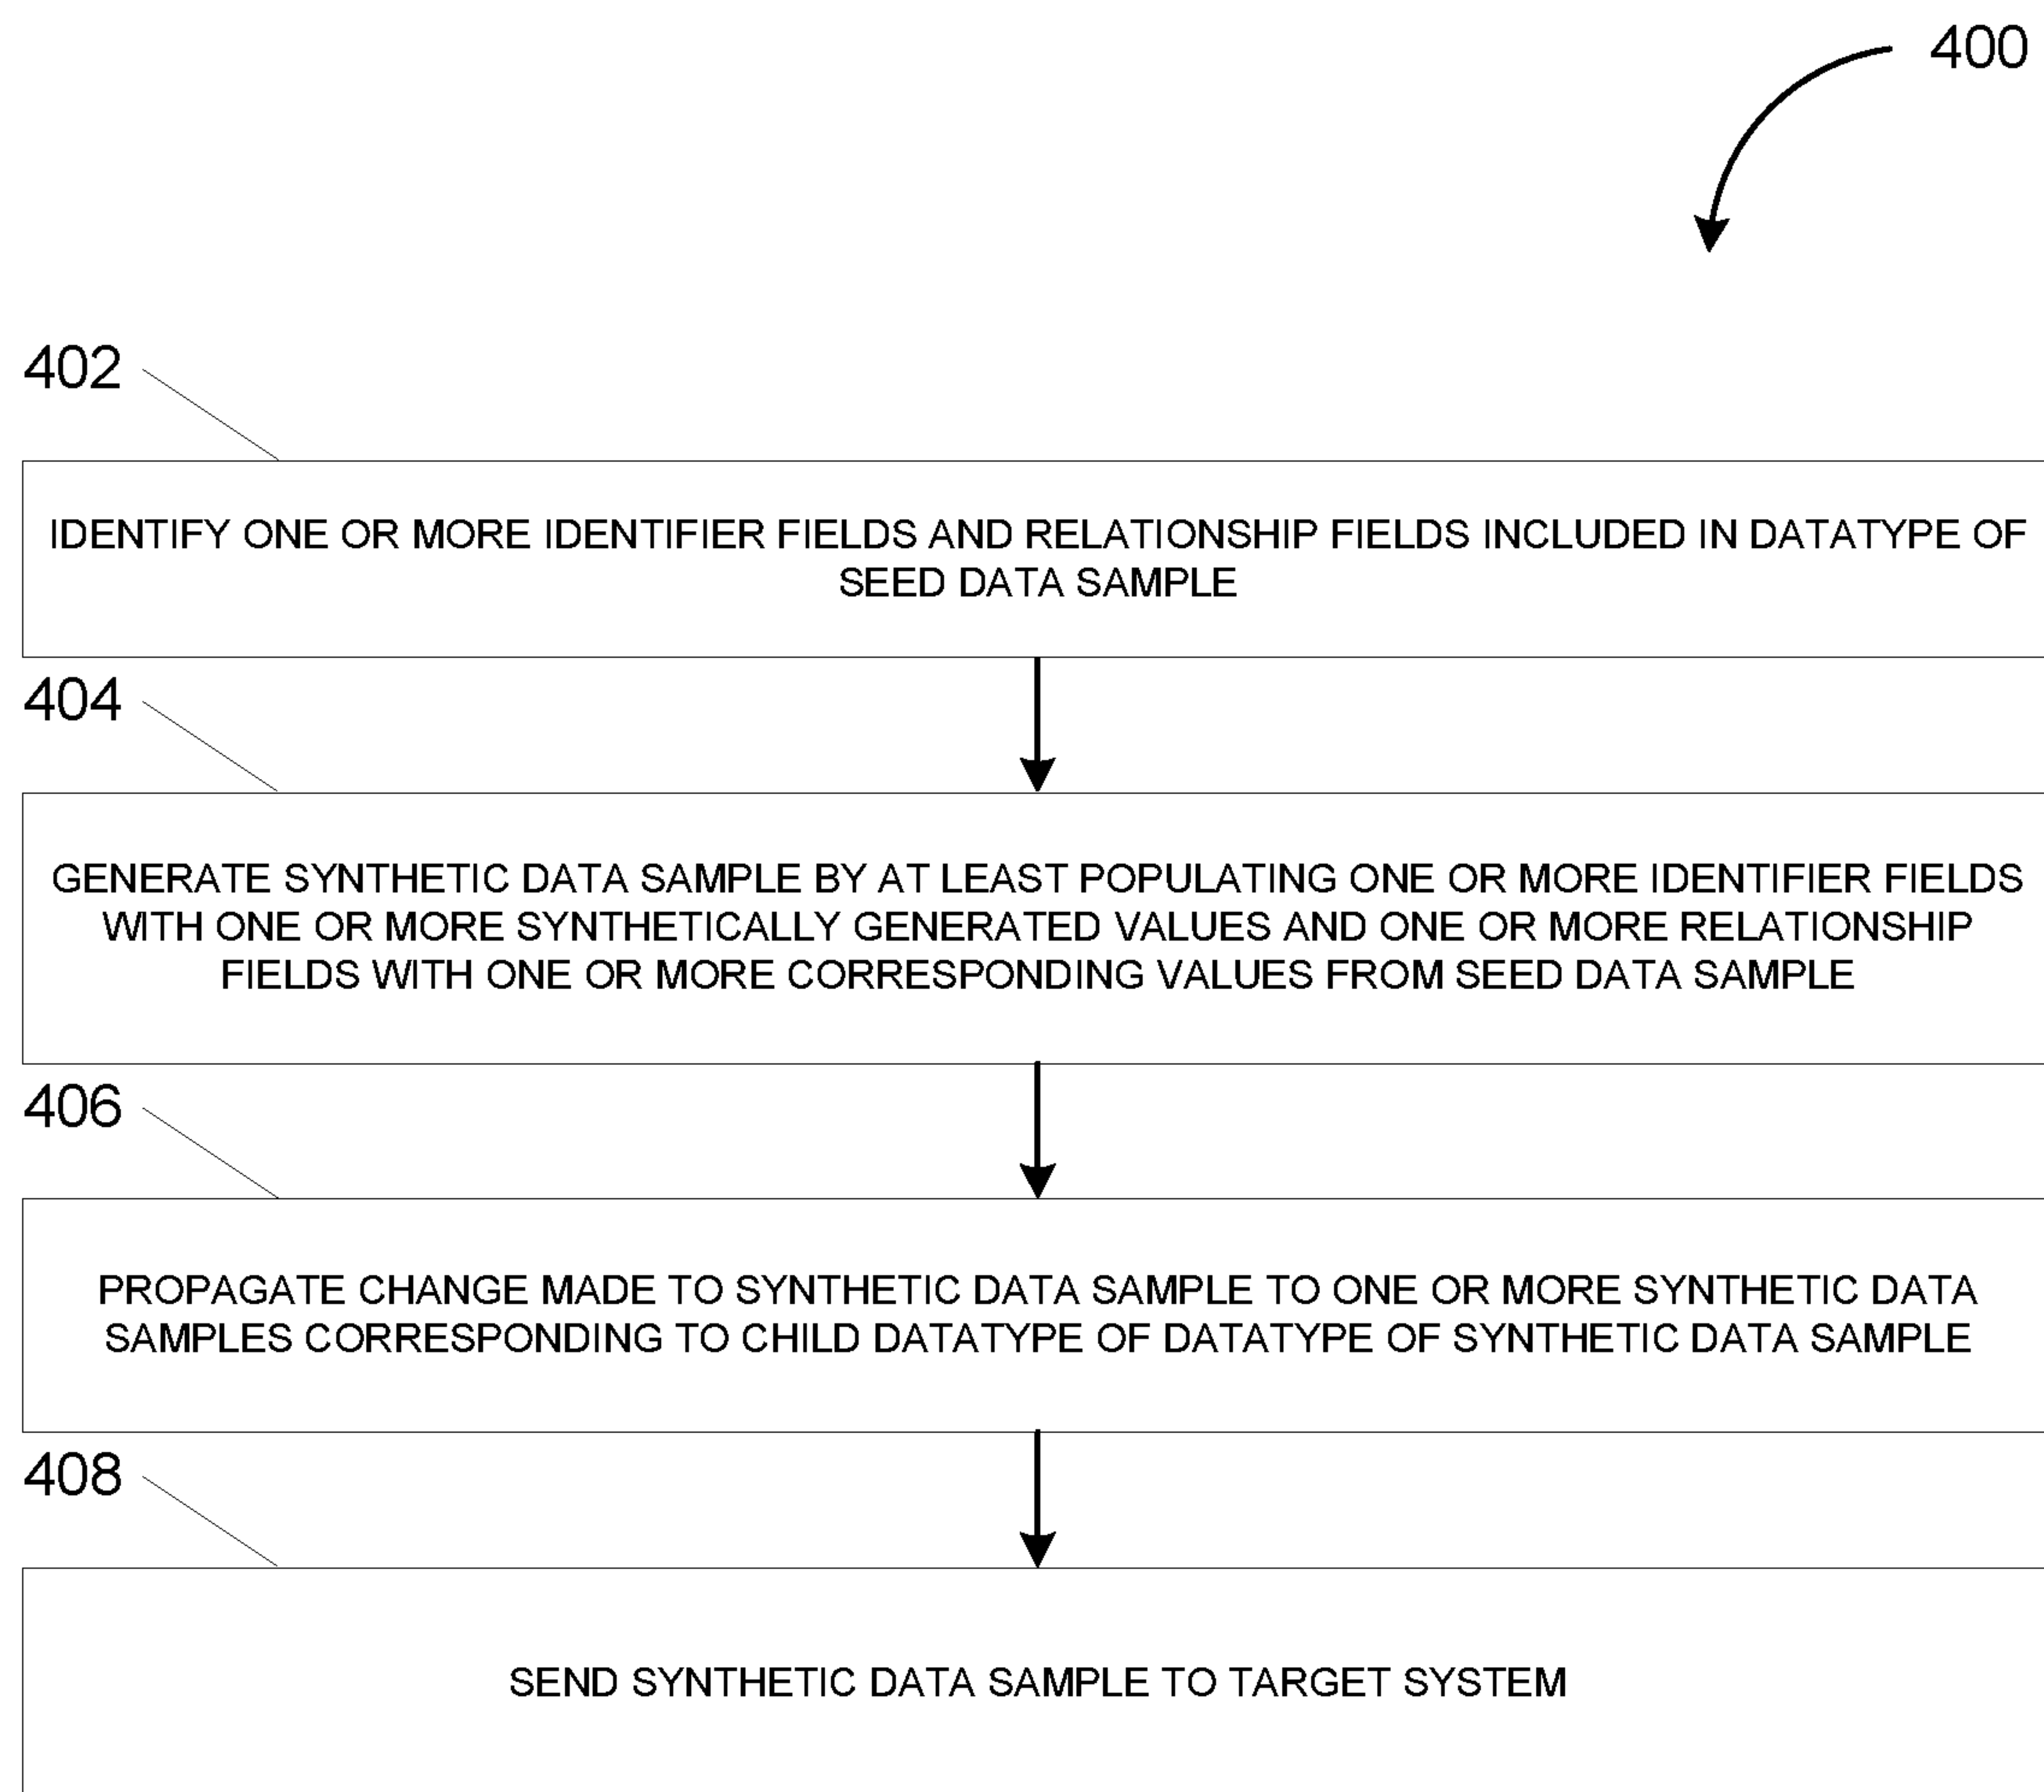 400
402
IDENTIFY ONE OR MORE IDENTIFIER FIELDS AND RELATIONSHIP FIELDS INCLUDED IN DATATYPE OF
SEED DATA SAMPLE
404
GENERATE SYNTHETIC DATA SAMPLE BY AT LEAST POPULATING ONE OR MORE IDENTIFIER FIELDS
WITH ONE OR MORE SYNTHETICALLY GENERATED VALUES AND ONE OR MORE RELATIONSHIP
FIELDS WITH ONE OR MORE CORRESPONDING VALUES FROM SEED DATA SAMPLE
406
PROPAGATE CHANGE MADE TO SYNTHETIC DATA SAMPLE TO ONE OR MORE SYNTHETIC DATA
SAMPLES CORRESPONDING TO CHILD DATATYPE OF DATATYPE OF SYNTHETIC DATA SAMPLE
408
SEND SYNTHETIC DATA SAMPLE TO TARGET SYSTEM